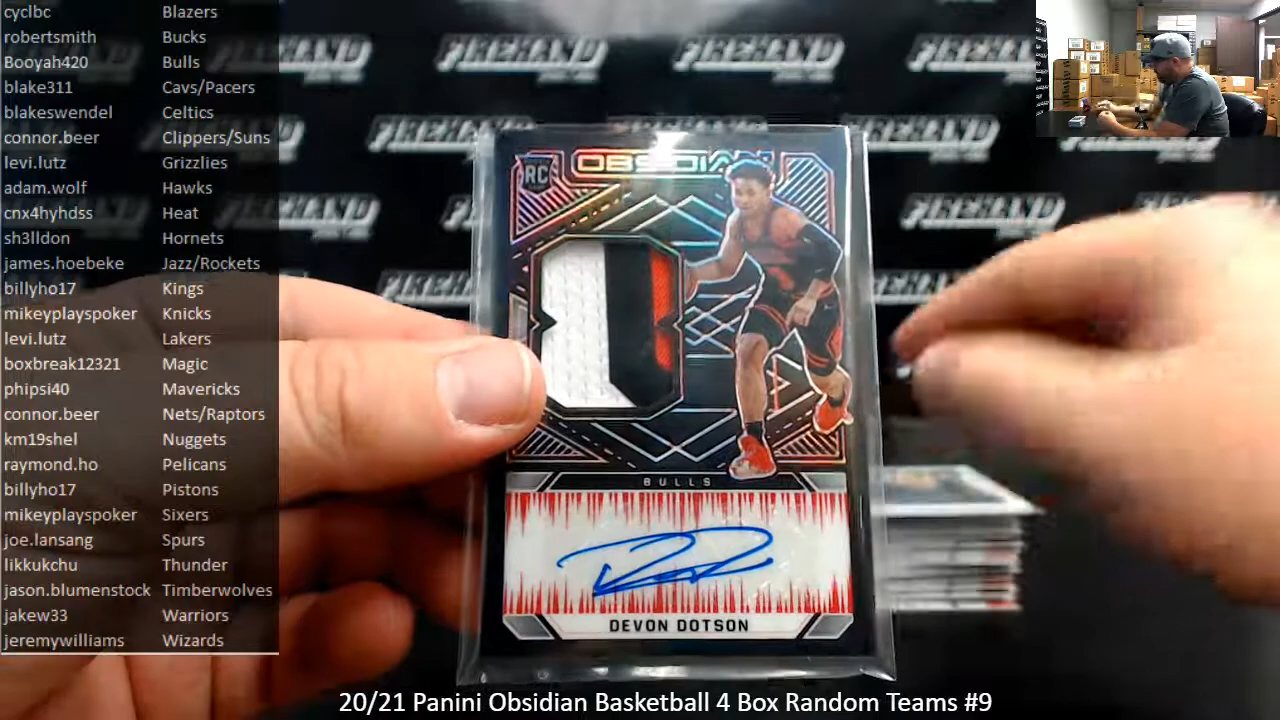 cyclbc Blazers
robertsmith Bucks
Booyah420 Bulls
blake311 Cavs/Pacers
blakeswendel Celtics
connor.beer Clippers/Suns
levi.lutz Grizzlies
adam.wolf Hawks
cnx4hyhdss Heat
sh3lldon Hornets
james.hoebeke Jazz/Rockets
billyho17 Kings
mikeyplayspoker Knicks
levi.lutz Lakers
boxbreak12321 Magic
phipsi40 Mavericks
connor.beer Nets/Raptors
km19shel Nuggets
raymond.ho Pelicans
billyho17 Pistons
mikeyplayspoker Sixers
joe.lansang Spurs
likkukchu Thunder
jason.blumenstock Timberwolves
jakew33 Warriors
jeremywilliams Wizards
FIREHAND FIREHAND FIREHAND FIREHAND
RC
OBSIDIAN
BULLS
DEVON DOTSON
20/21 Panini Obsidian Basketball 4 Box Random Teams #9